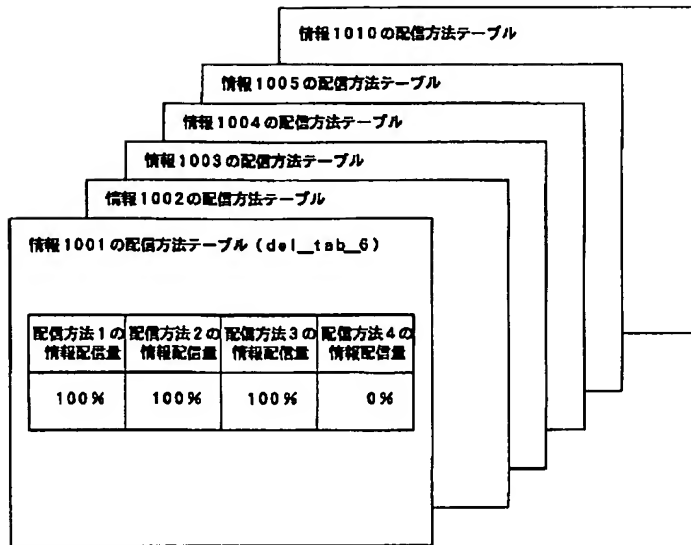 情報1010の配信方法テーブル
情報1005の配信方法テーブル
情報1004の配信方法テーブル
情報1003の配信方法テーブル
情報1002の配信方法テーブル
情報1001の配信方法テーブル（del_tab_6）
配信方法1の情報配信量 配信方法2の情報配信量 配信方法3の情報配信量 配信方法4の情報配信量
100% 100% 100% 0%